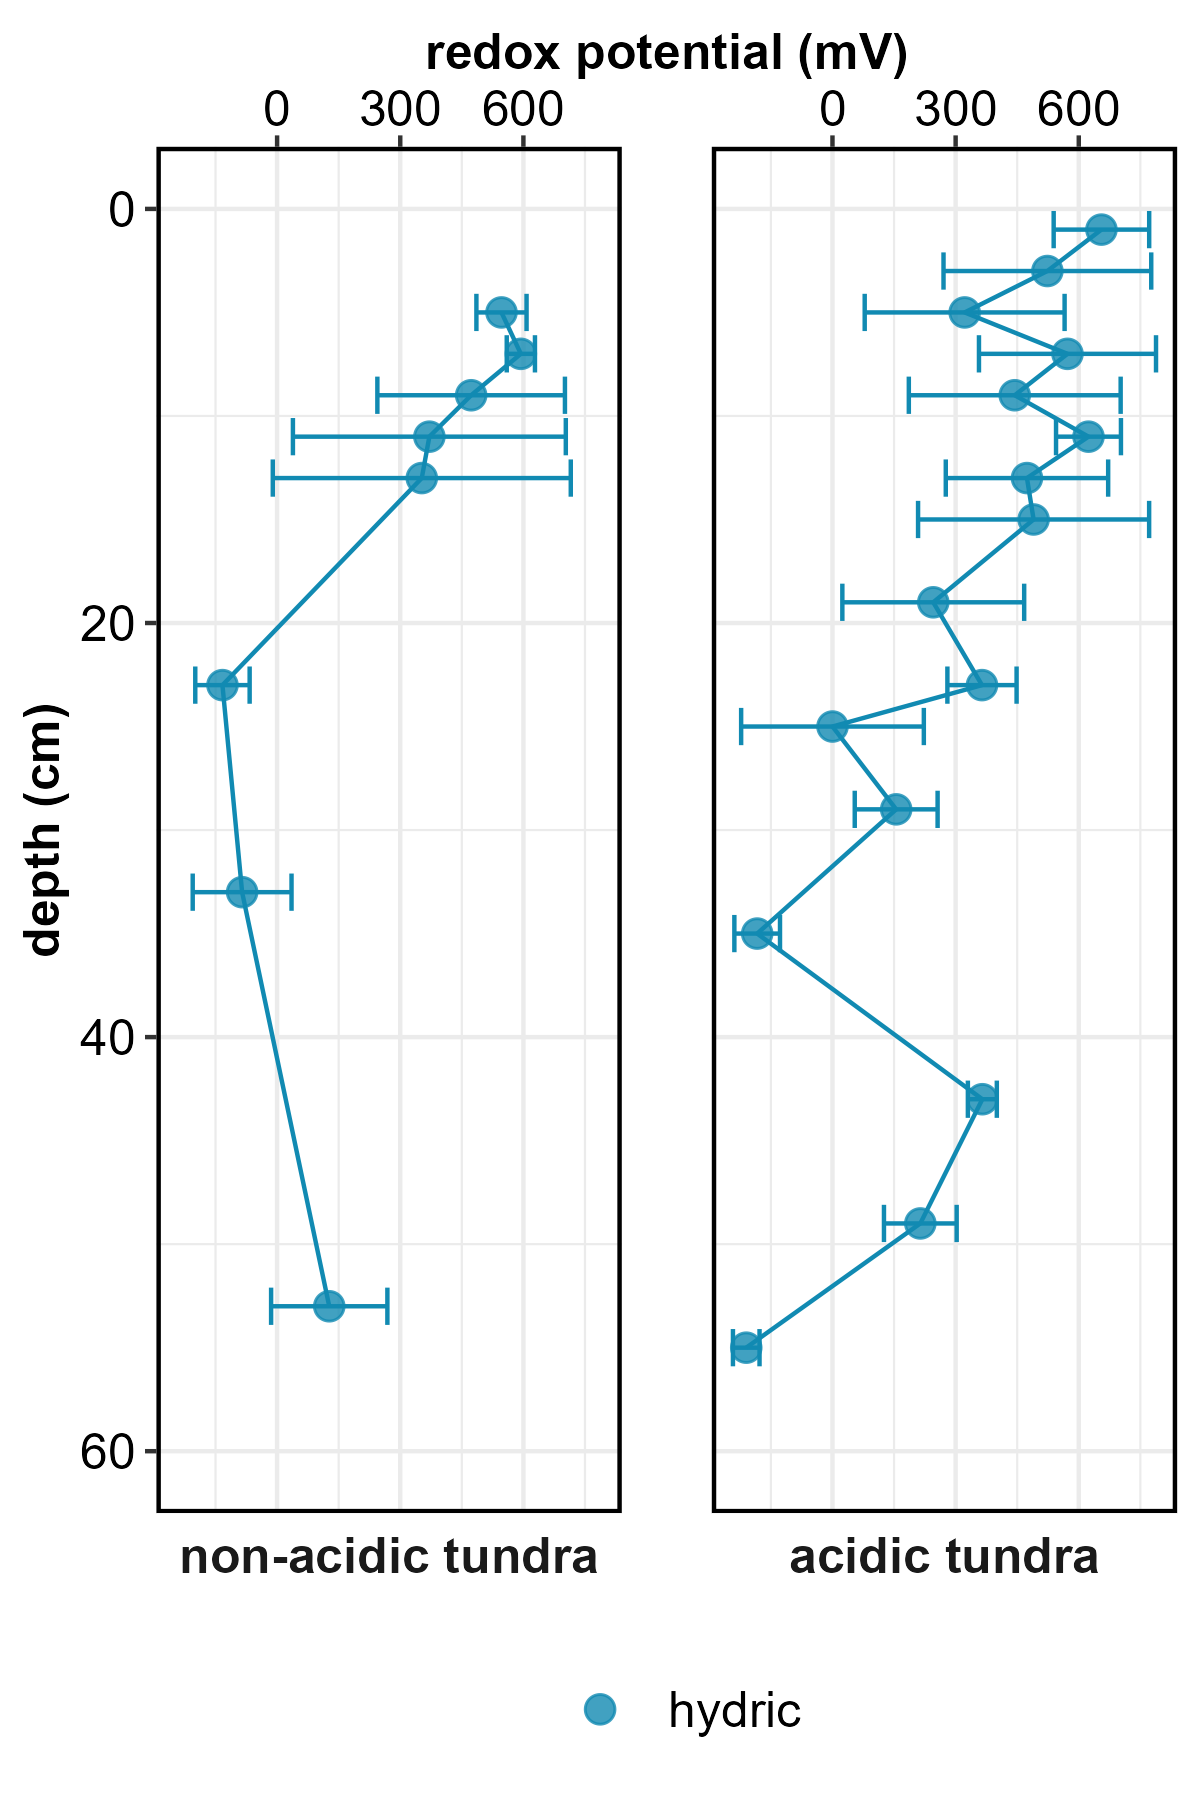 redox potential (mV)
0 300 600 0 300 600
0
20
40
60
depth (cm)
non-acidic tundra acidic tundra
hydric